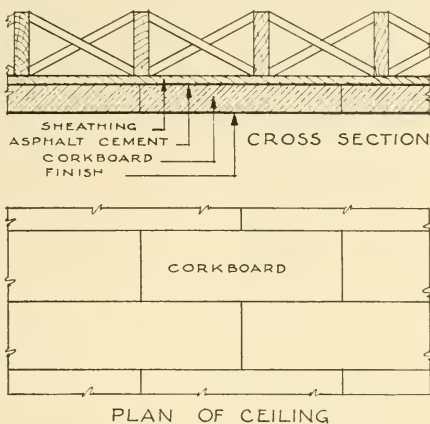 SHEATHING
ASPHALT CEMENT
CORKBOARD
FINISH
CROSS SECTION
CORKBOARD
PLAN OF CEILING